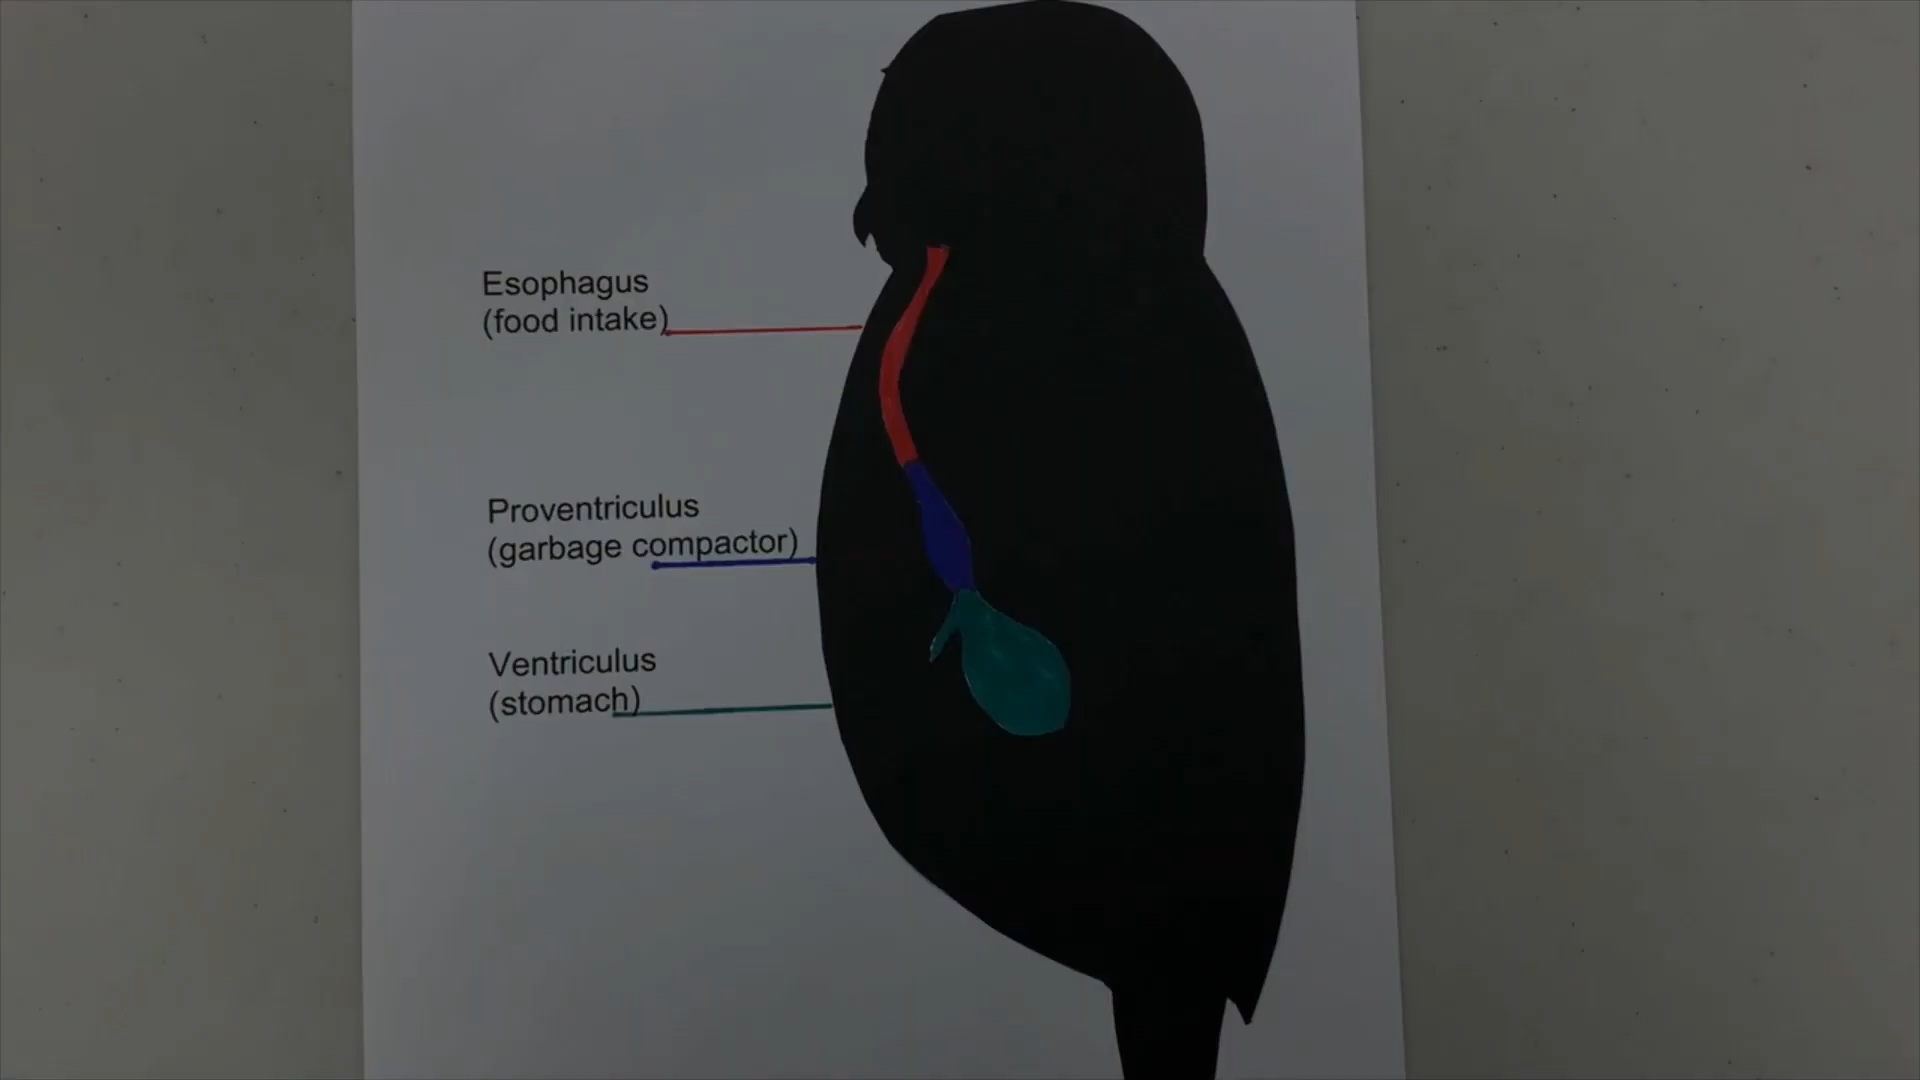 Esophagus
(food intake)
Proventriculus
(garbage compactor)
Ventriculus
(stomach)